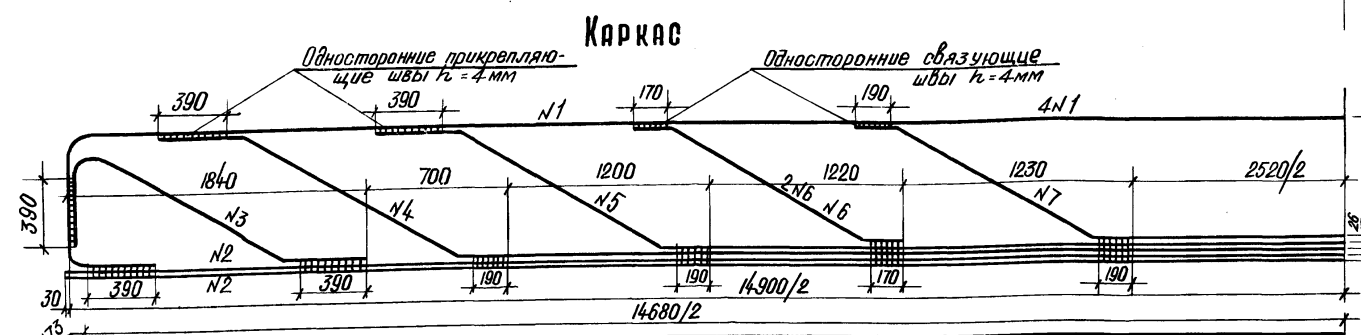 Каркас
Односторонние прикрепляю-
щие швы h=4мм
Односторонние связующие
швы h=4мм
390
390
N1
170
190
4N1
1840
700
1200
1220
1230
2520/2
390
N3
N4
N5
2N6
N6
N7
26
N2
N2
390
390
190
190
170
190
30
14900/2
14680/2
13